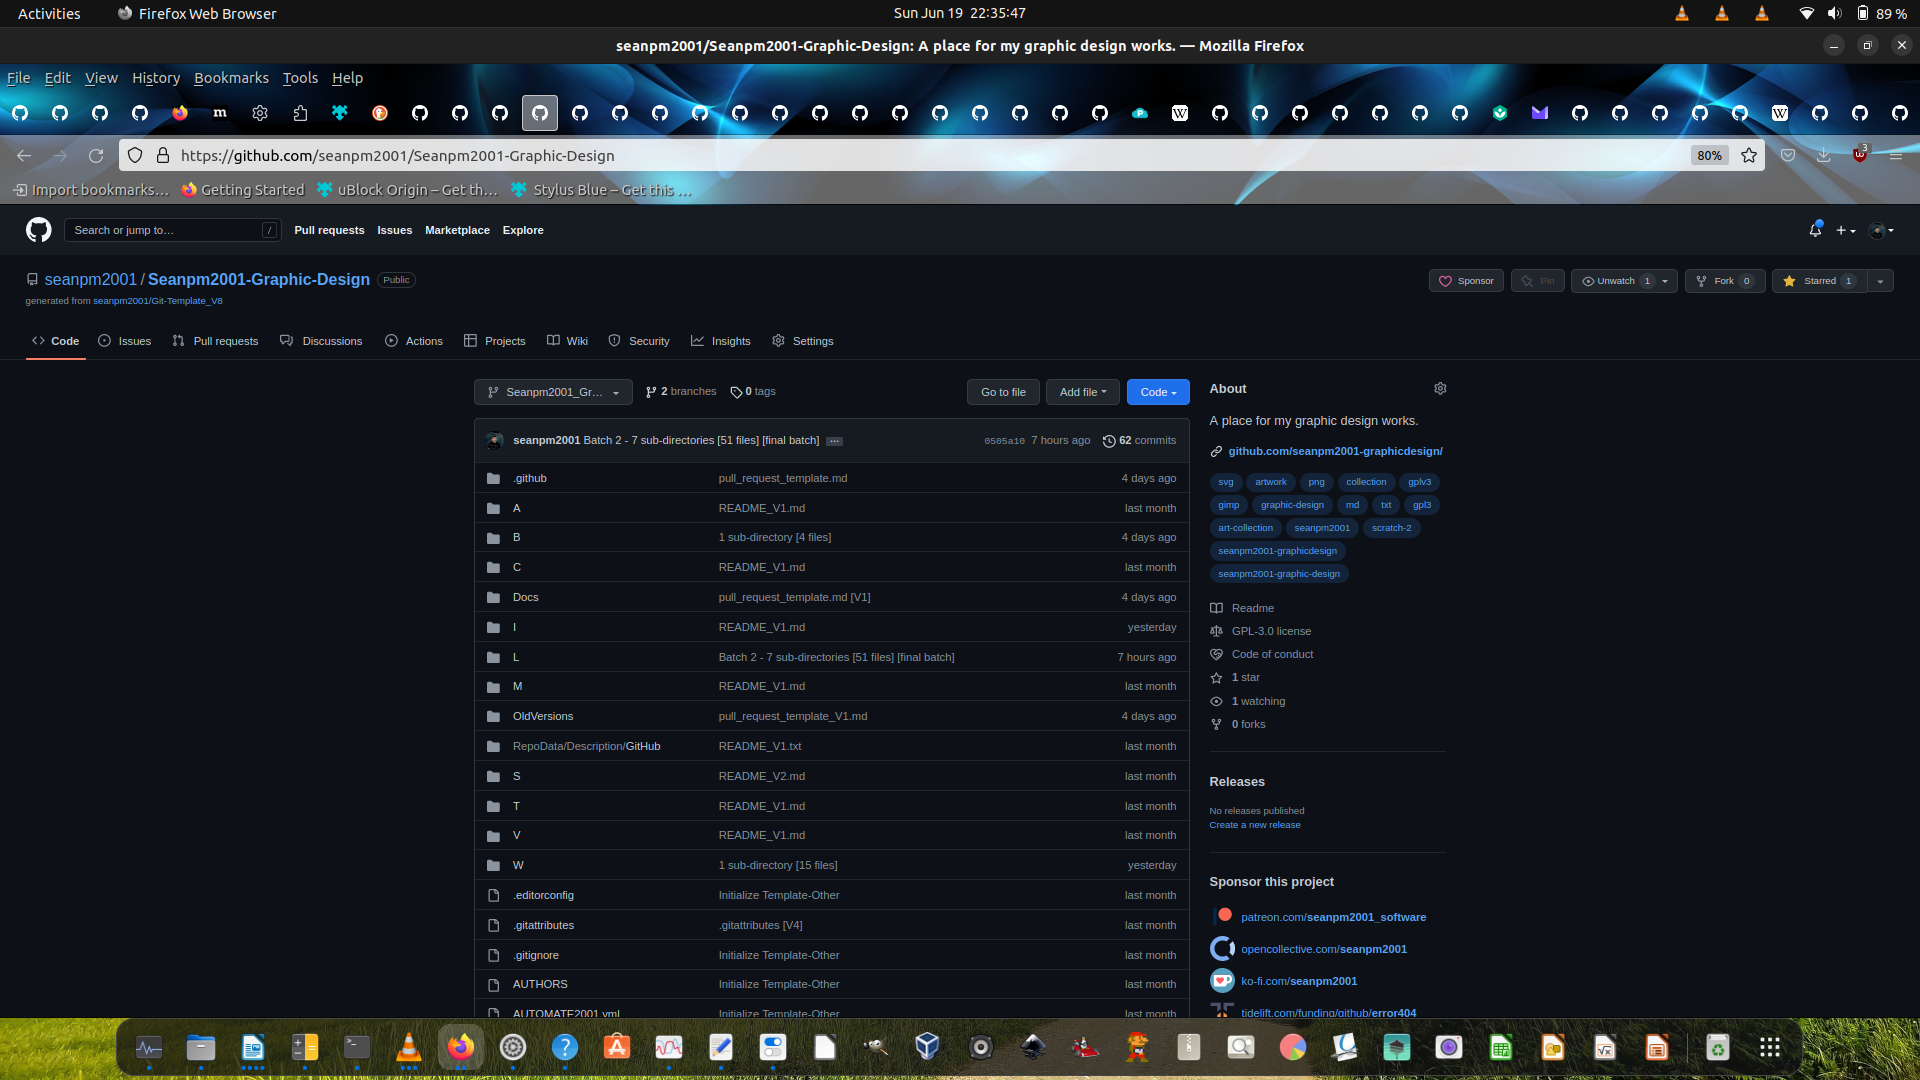 Activities Firefox Web Browser Sun Jun 19 22:35:47 89 %
seanpm2001/Seanpm2001-Graphic-Design: A place for my graphic design works. — Mozilla Firefox
File Edit View History Bookmarks Tools Help
https://github.com/seanpm2001/Seanpm2001-Graphic-Design 80% 3
Import bookmarks… Getting Started uBlock Origin – Get th… Stylus Blue – Get this …
Search or jump to… / Pull requests Issues Marketplace Explore
seanpm2001 / Seanpm2001-Graphic-Design Public Sponsor Pin Unwatch 1 Fork 0 Starred 1
generated from seanpm2001/Git-Template_V8
Code Issues Pull requests Discussions Actions Projects Wiki Security Insights Settings
Seanpm2001_Gr… 2 branches 0 tags Go to file Add file Code
seanpm2001 Batch 2 - 7 sub-directories [51 files] [final batch] … 0505a10 7 hours ago 62 commits
.github pull_request_template.md 4 days ago
A README_V1.md last month
B 1 sub-directory [4 files] 4 days ago
C README_V1.md last month
Docs pull_request_template.md [V1] 4 days ago
I README_V1.md yesterday
L Batch 2 - 7 sub-directories [51 files] [final batch] 7 hours ago
M README_V1.md last month
OldVersions pull_request_template_V1.md 4 days ago
RepoData/Description/GitHub README_V1.txt last month
S README_V2.md last month
T README_V1.md last month
V README_V1.md last month
W 1 sub-directory [15 files] yesterday
.editorconfig Initialize Template-Other last month
.gitattributes .gitattributes [V4] last month
.gitignore Initialize Template-Other last month
AUTHORS Initialize Template-Other last month
AUTOMATE2001.yml Initialize Template-Other last month
About
A place for my graphic design works.
github.com/seanpm2001-graphicdesign/
svg artwork png collection gplv3
gimp graphic-design md txt gpl3
art-collection seanpm2001 scratch-2
seanpm2001-graphicdesign
seanpm2001-graphic-design
Readme
GPL-3.0 license
Code of conduct
1 star
1 watching
0 forks
Releases
No releases published
Create a new release
Sponsor this project
patreon.com/seanpm2001_software
opencollective.com/seanpm2001
ko-fi.com/seanpm2001
tidelift.com/funding/github/error404